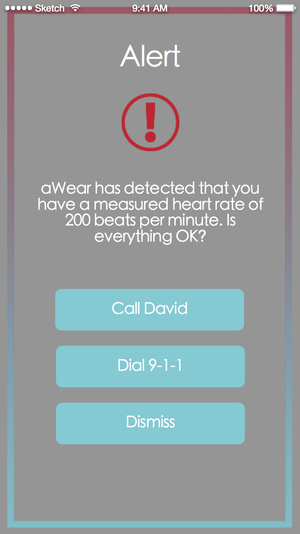 Sketch 9:41 AM 100%
Alert
!
aWear has detected that you
have a measured heart rate of
200 beats per minute. Is
everything OK?
Call David
Dial 9-1-1
Dismiss